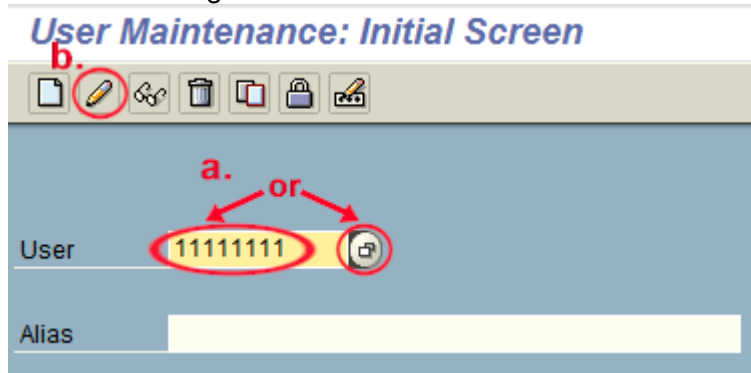 User Maintenance: Initial Screen
b.
a.
or
User 11111111
Alias